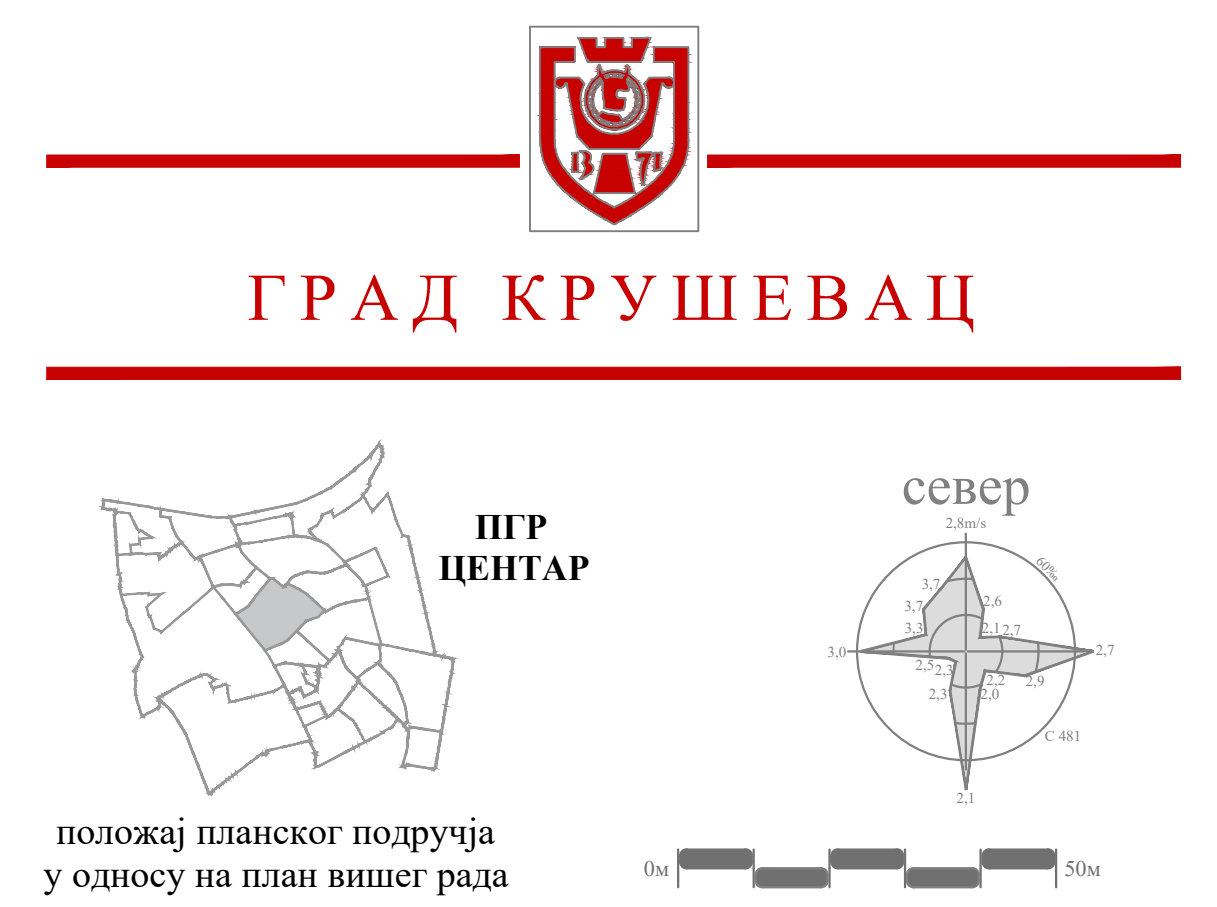 13 71
ГРАД КРУШЕВАЦ
ПГР
ЦЕНТАР
север
2,8m/s
60‰
3,7
2,6
3,7
3,3
2,1
2,7
3,0
2,7
2,5
2,3
2,2
2,9
2,3
2,0
С 481
2,1
положај планског подручја
у односу на план вишег рада
0м
50м